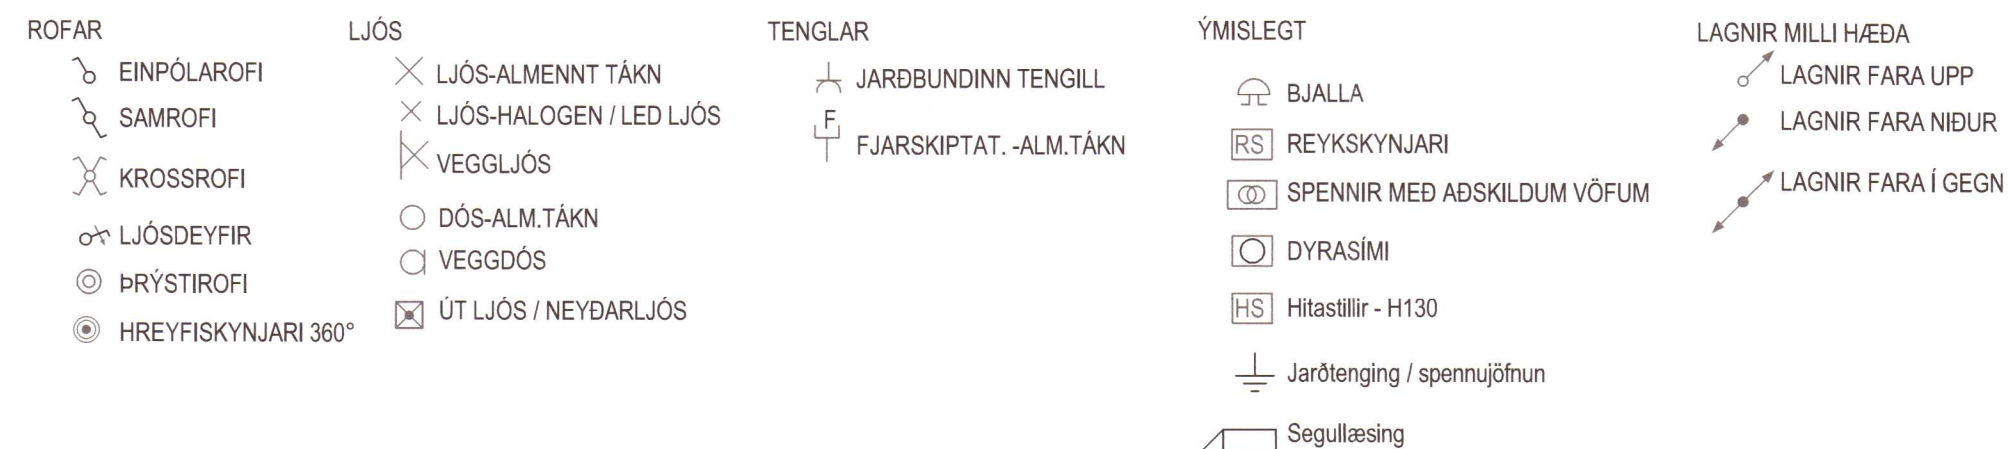 ROFAR
EINPÓLAROFI
SAMROFI
KROSSROFI
LJÓSDEYFIR
ÞRÝSTIROFI
HREYFISKYNJARI 360°
LJÓS
LJÓS-ALMENNT TÁKN
LJÓS-HALOGEN / LED LJÓS
VEGGLJÓS
DÓS-ALM.TÁKN
VEGGDÓS
ÚT LJÓS / NEYÐARLJÓS
TENGLAR
JARÐBUNDINN TENGILL
F
FJARSKIPTAT. -ALM.TÁKN
ÝMISLEGT
BJALLA
RS REYKSKYNJARI
SPENNIR MEÐ AÐSKILDUM VÖFUM
DYRASÍMI
HS Hitastillir - H130
Jarðtenging / spennujöfnun
Segullæsing
LAGNIR MILLI HÆÐA
LAGNIR FARA UPP
LAGNIR FARA NIÐUR
LAGNIR FARA Í GEGN